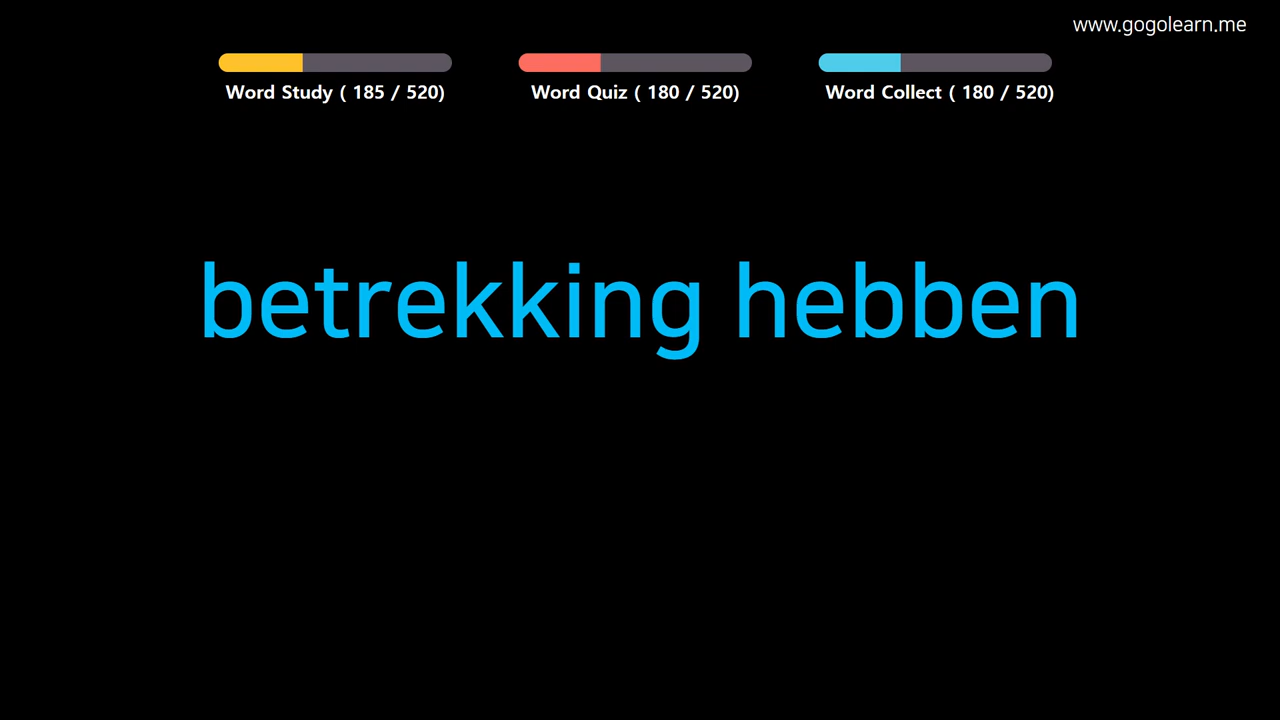 www.gogolearn.me
Word Study ( 185 / 520)
Word Quiz ( 180 / 520)
Word Collect ( 180 / 520)
betrekking hebben